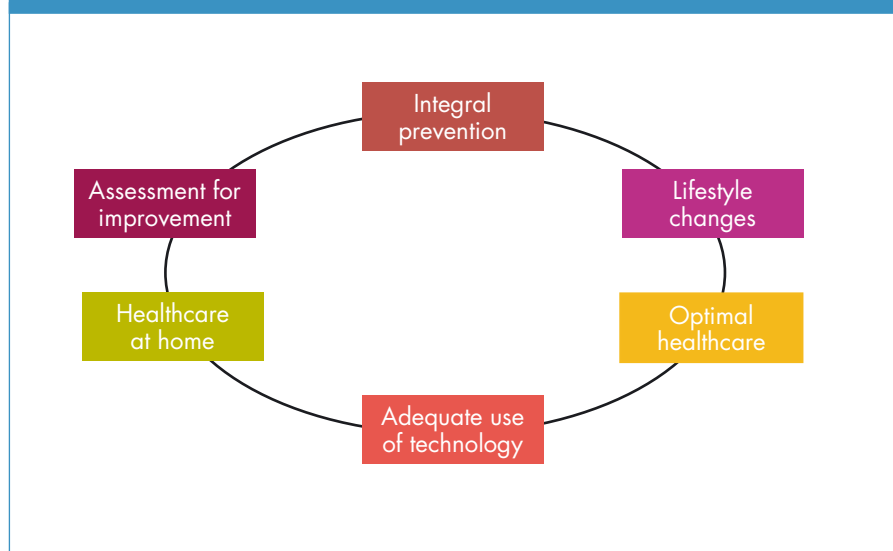 Integral
prevention
Lifestyle
changes
Optimal
healthcare
Adequate use
of technology
Healthcare
at home
Assessment for
improvement